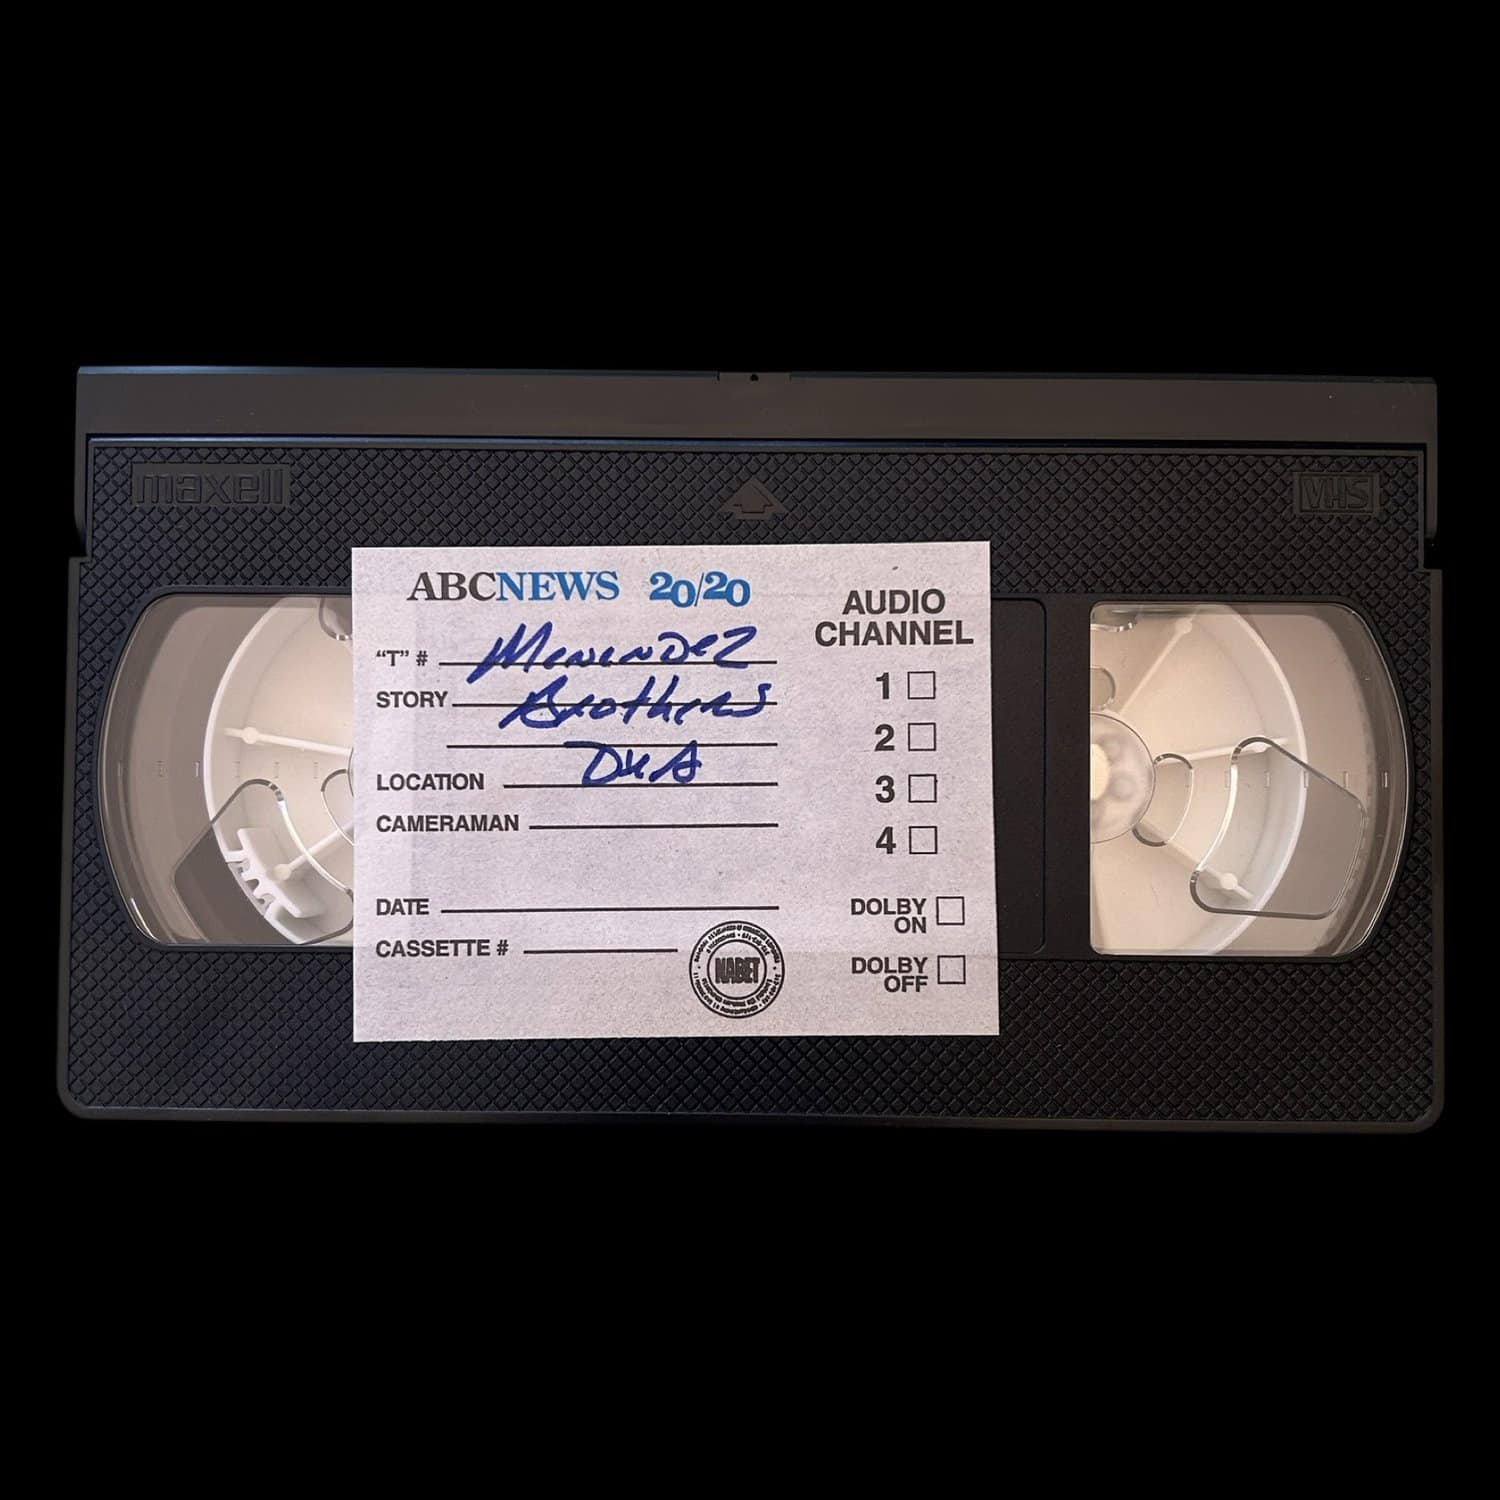 maxell
VHS
ABCNEWS 20/20
"T" # Menendez
STORY Brothers
LOCATION
CAMERAMAN
DATE
CASSETTE #
NABET
AUDIO
CHANNEL
1
2
3
4
DOLBY
ON
DOLBY
OFF